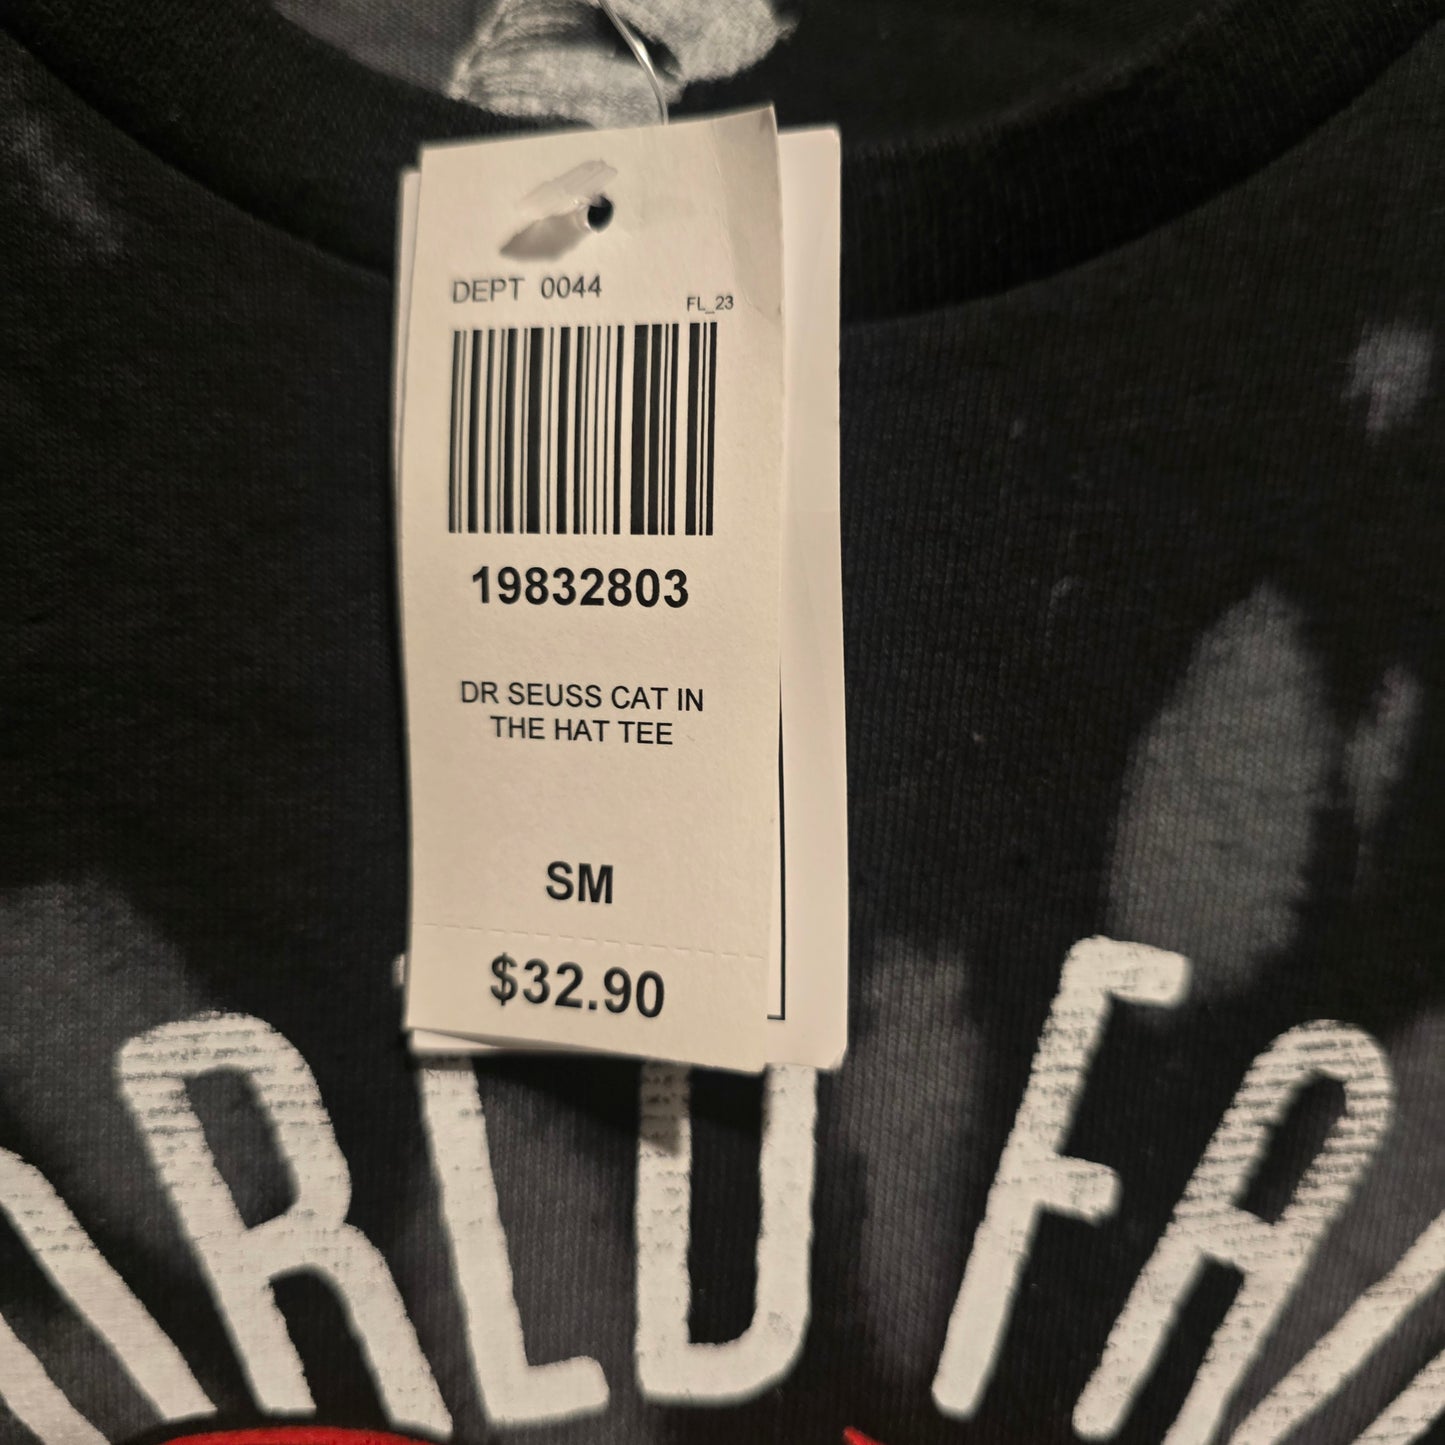 DEPT 0044
FL_23
19832803
DR SEUSS CAT IN
THE HAT TEE
SM
$32.90